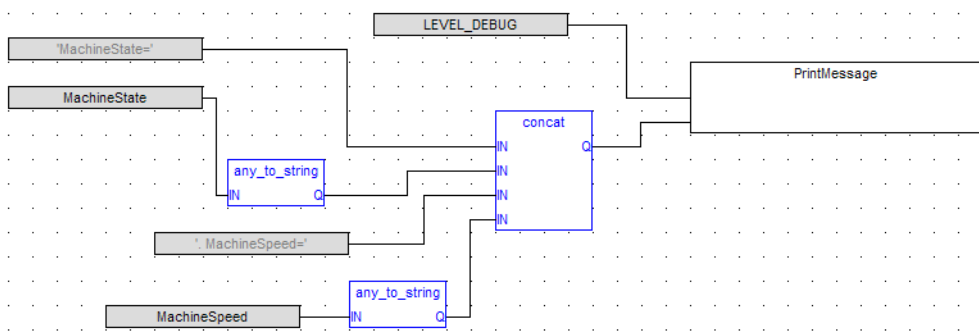 LEVEL_DEBUG
'MachineState='
PrintMessage
MachineState
concat
IN
Q
any_to_string
IN
IN
Q
IN
IN
'. MachineSpeed='
any_to_string
MachineSpeed
IN
Q